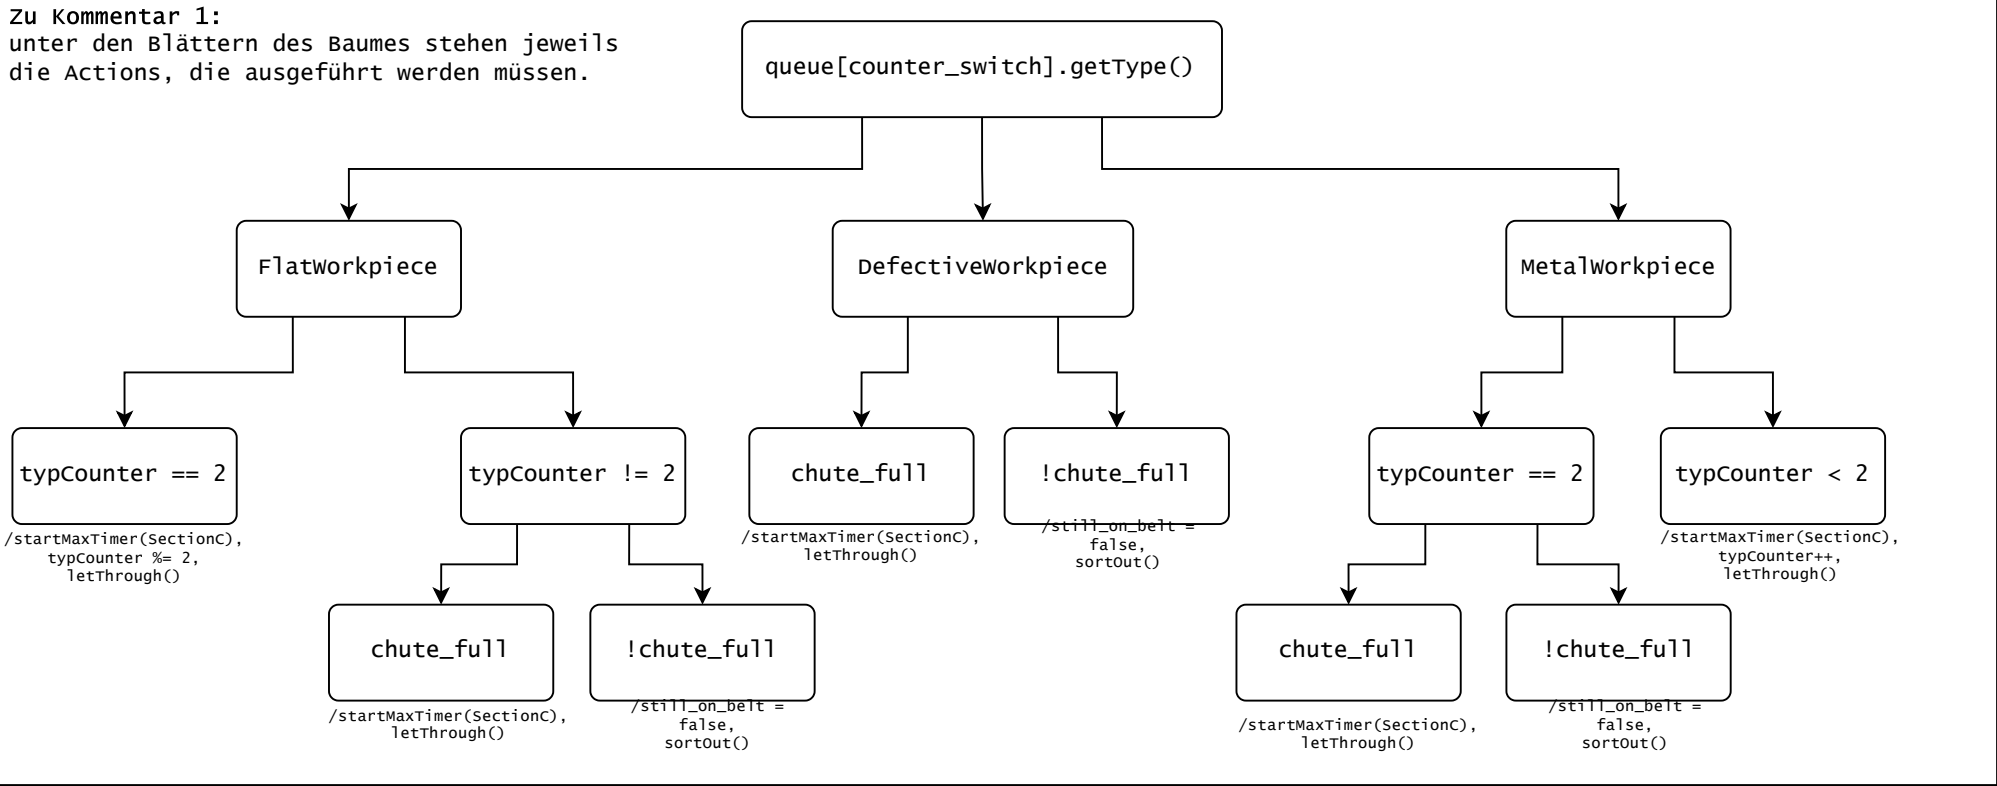 Zu Kommentar 1:
unter den Blättern des Baumes stehen jeweils
die Actions, die ausgeführt werden müssen.
queue[counter_switch].getType()
FlatWorkpiece
DefectiveWorkpiece
MetalWorkpiece
typCounter == 2
typCounter != 2
chute_full
!chute_full
typCounter == 2
typCounter < 2
/startMaxTimer(SectionC),
typCounter %= 2,
letThrough()
/startMaxTimer(SectionC),
letThrough()
/still_on_belt =
false,
sortOut()
/startMaxTimer(SectionC),
typCounter++,
letThrough()
chute_full
!chute_full
chute_full
!chute_full
/startMaxTimer(SectionC),
letThrough()
/still_on_belt =
false,
sortOut()
/startMaxTimer(SectionC),
letThrough()
/still_on_belt =
false,
sortOut()